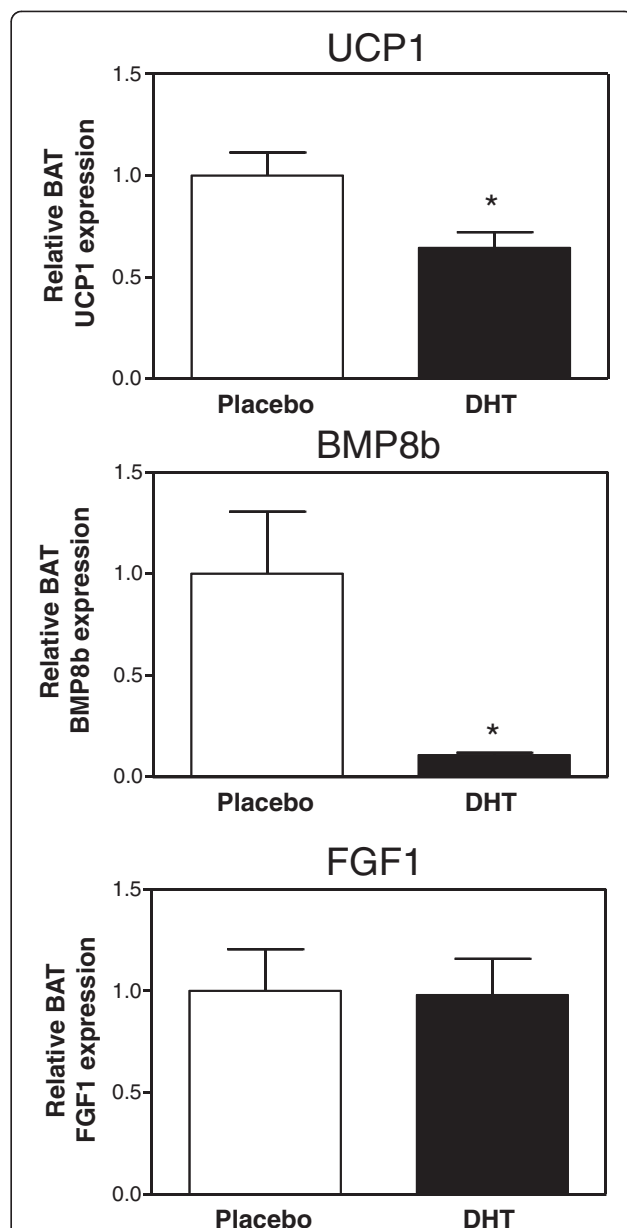 UCP1
Relative BAT
UCP1 expression
1.5
1.0
0.5
0.0
*
Placebo DHT
BMP8b
Relative BAT
BMP8b expression
1.5
1.0
0.5
0.0
*
Placebo DHT
FGF1
Relative BAT
FGF1 expression
1.5
1.0
0.5
0.0
Placebo DHT